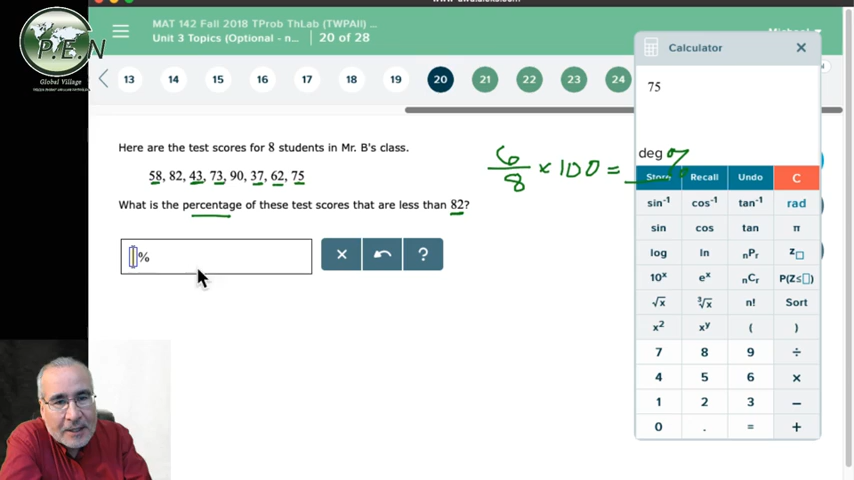 MAT 142 Fall 2018 TProb ThLab (TWPAll) ...
Unit 3 Topics (Optional - n... 20 of 28
P.E.N
Global Village
Calculator
75
13 14 15 16 17 18 19 20 21 22 23 24
Here are the test scores for 8 students in Mr. B's class.
58, 82, 43, 73, 90, 37, 62, 75
What is the percentage of these test scores that are less than 82?
%
6/8 × 100 = %
deg
Store Recall Undo C
sin⁻¹ cos⁻¹ tan⁻¹ rad
sin cos tan π
log ln nPr z□
10ˣ eˣ nCr P(Z≤□)
√x ∛x n! Sort
x² xʸ ( )
7 8 9 ÷
4 5 6 ×
1 2 3 −
0 . = +
× ?